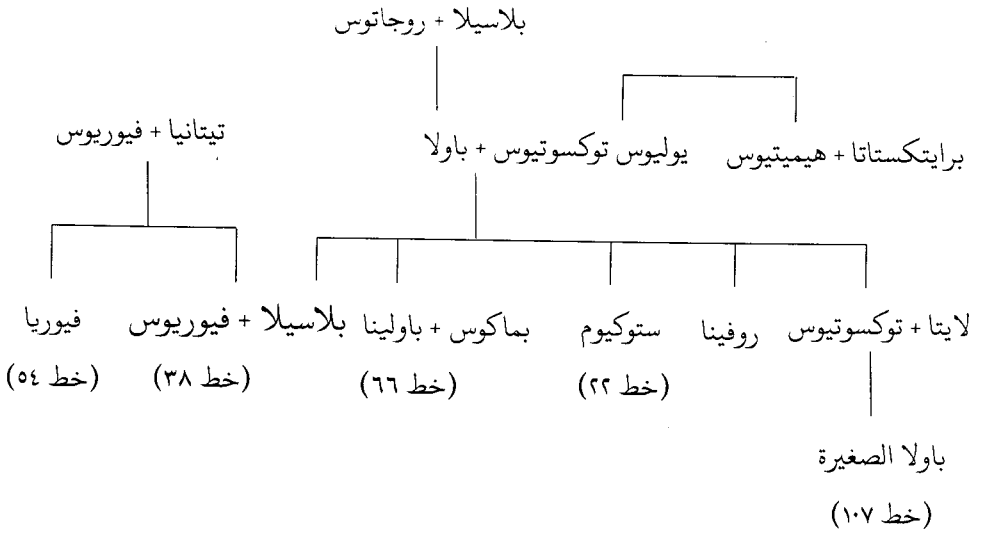 بلاسيلا + روجاتوس
تيتانيا + فيوريوس
برايتكستاتا + هيميتيوس يوليوس توكسوتيوس + باولا
لايتا + توكسوتيوس روفينا ستوكيوم بماكوس + باولينا بلاسيلا + فيوريوس فيوريا
(خط ٢٢) (خط ٦٦) (خط ٣٨) (خط ٥٤)
باولا الصغيرة
(خط ١٠٧)